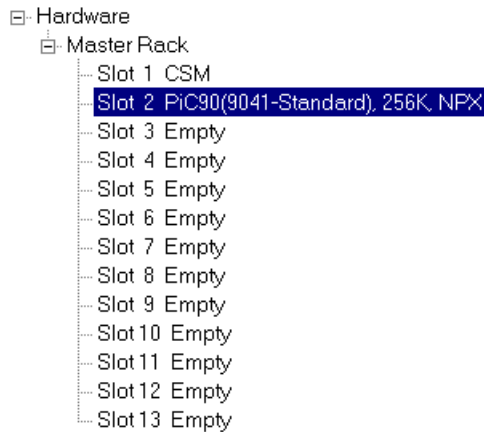 Hardware
Master Rack
Slot 1 CSM
Slot 2 PiC90(9041-Standard), 256K, NPX
Slot 3 Empty
Slot 4 Empty
Slot 5 Empty
Slot 6 Empty
Slot 7 Empty
Slot 8 Empty
Slot 9 Empty
Slot 10 Empty
Slot 11 Empty
Slot 12 Empty
Slot 13 Empty